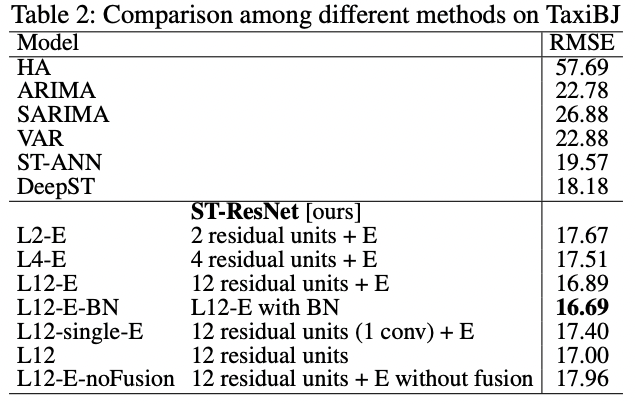 Table 2: Comparison among different methods on TaxiBJ
Model RMSE
HA 57.69
ARIMA 22.78
SARIMA 26.88
VAR 22.88
ST-ANN 19.57
DeepST 18.18
ST-ResNet [ours]
L2-E 2 residual units + E 17.67
L4-E 4 residual units + E 17.51
L12-E 12 residual units + E 16.89
L12-E-BN L12-E with BN 16.69
L12-single-E 12 residual units (1 conv) + E 17.40
L12 12 residual units 17.00
L12-E-noFusion 12 residual units + E without fusion 17.96